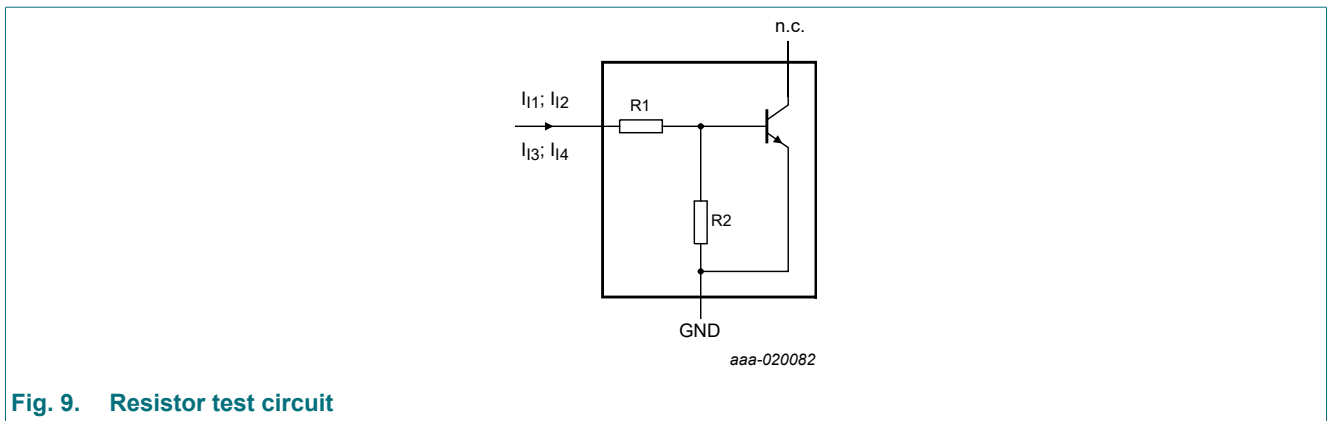 n.c.
II1; II2
R1
II3; II4
R2
GND
aaa-020082
Fig. 9. Resistor test circuit